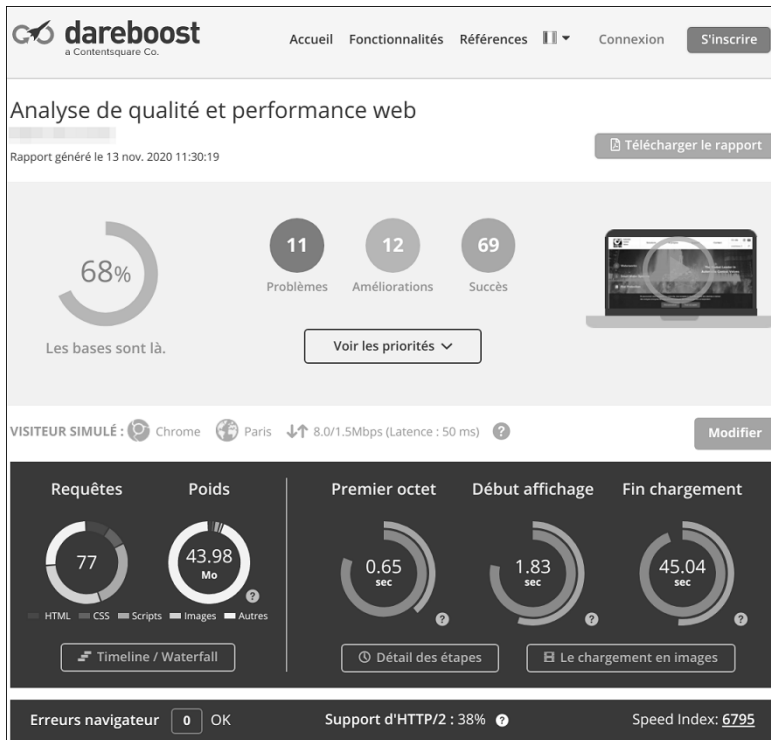 dareboost
a Contentsquare Co.
Accueil Fonctionnalités Références Connexion S'inscrire
Analyse de qualité et performance web
Rapport généré le 13 nov. 2020 11:30:19
Télécharger le rapport
68%
Les bases sont là.
11 12 69
Problèmes Améliorations Succès
Voir les priorités
VISITEUR SIMULÉ : Chrome Paris 8.0/1.5Mbps (Latence : 50 ms) ?
Modifier
Requêtes Poids Premier octet Début affichage Fin chargement
77 43.98 Mo 0.65 sec 1.83 sec 45.04 sec
? ? ? ?
HTML CSS Scripts Images Autres
Timeline / Waterfall Détail des étapes Le chargement en images
Erreurs navigateur 0 OK Support d'HTTP/2 : 38% ? Speed Index: 6795